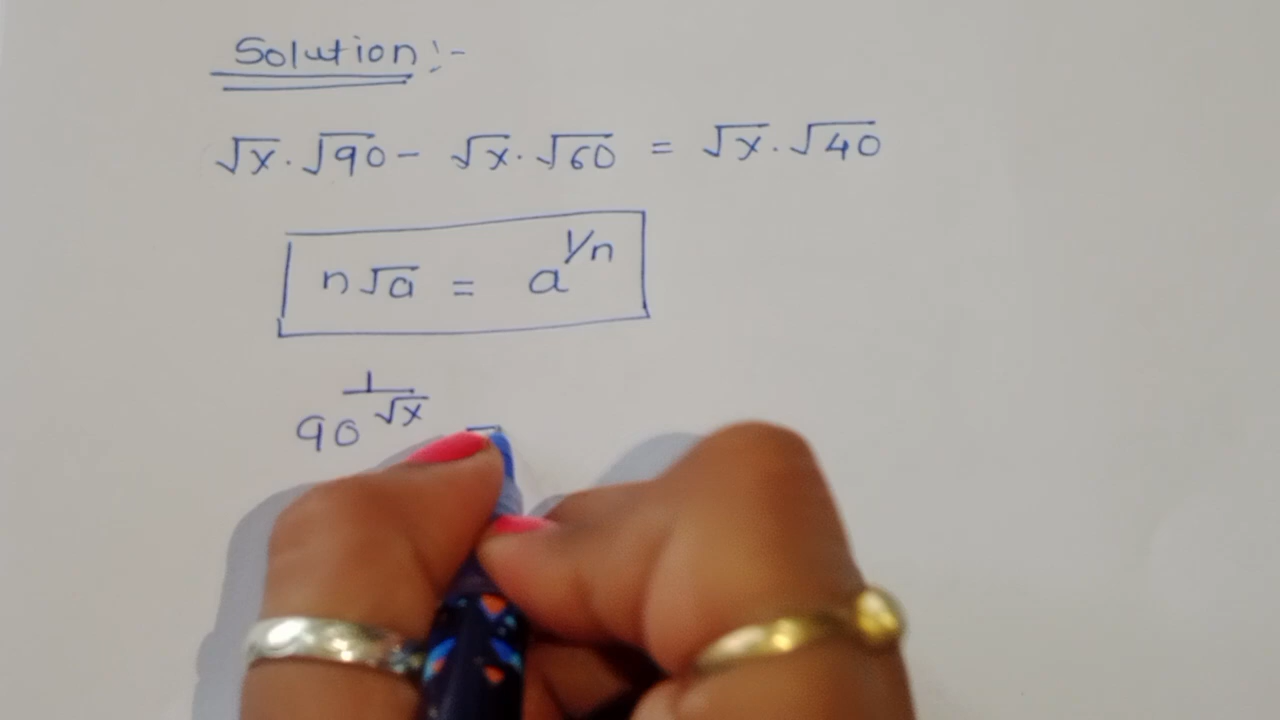 Solution :-
√x . √90 - √x . √60 = √x . √40
n√a = a^1/n
90^1/√x -